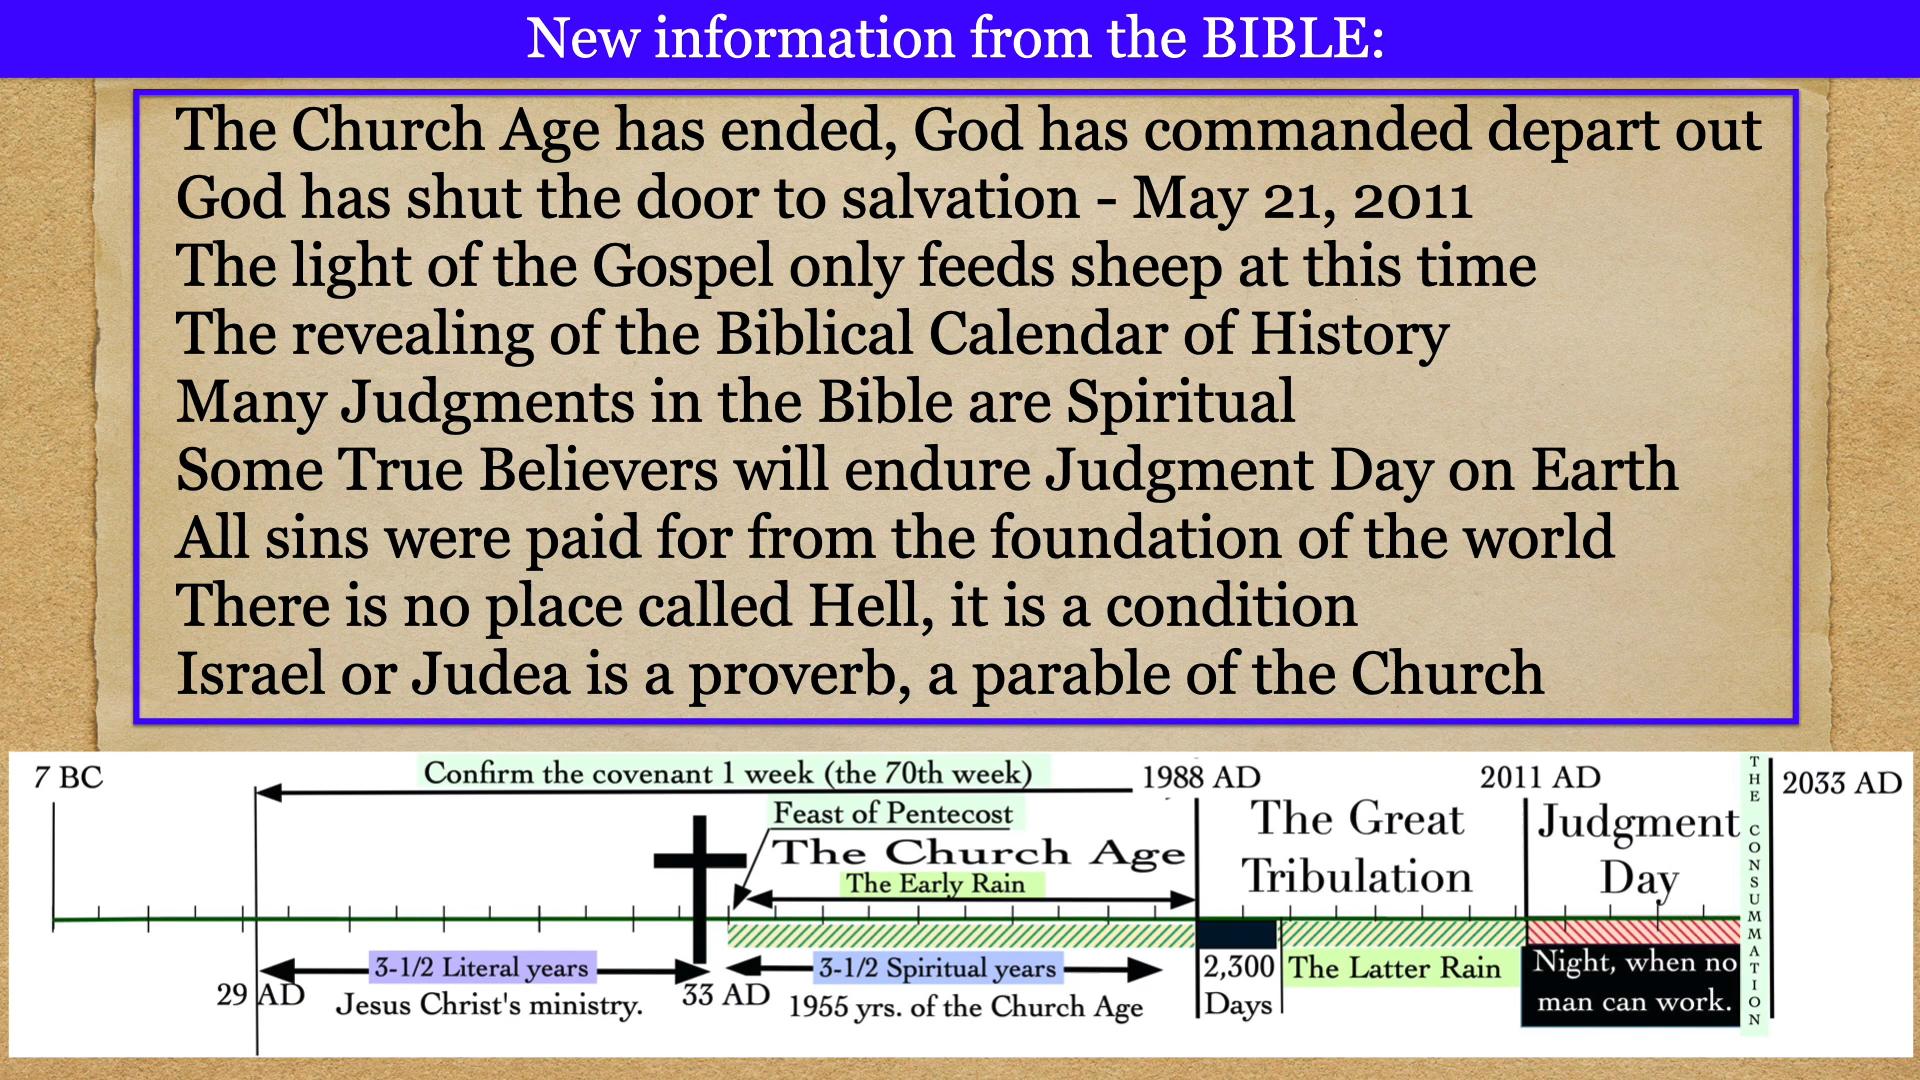 New information from the BIBLE:
The Church Age has ended, God has commanded depart out
God has shut the door to salvation - May 21, 2011
The light of the Gospel only feeds sheep at this time
The revealing of the Biblical Calendar of History
Many Judgments in the Bible are Spiritual
Some True Believers will endure Judgment Day on Earth
All sins were paid for from the foundation of the world
There is no place called Hell, it is a condition
Israel or Judea is a proverb, a parable of the Church
7 BC
Confirm the covenant 1 week (the 70th week)
1988 AD
2011 AD
2033 AD
Feast of Pentecost
The Church Age
The Early Rain
The Great
Tribulation
Judgment
Day
THE CONSUMMATION
3-1/2 Literal years
29 AD
Jesus Christ's ministry.
33 AD
3-1/2 Spiritual years
1955 yrs. of the Church Age
2,300
Days
The Latter Rain
Night, when no
man can work.